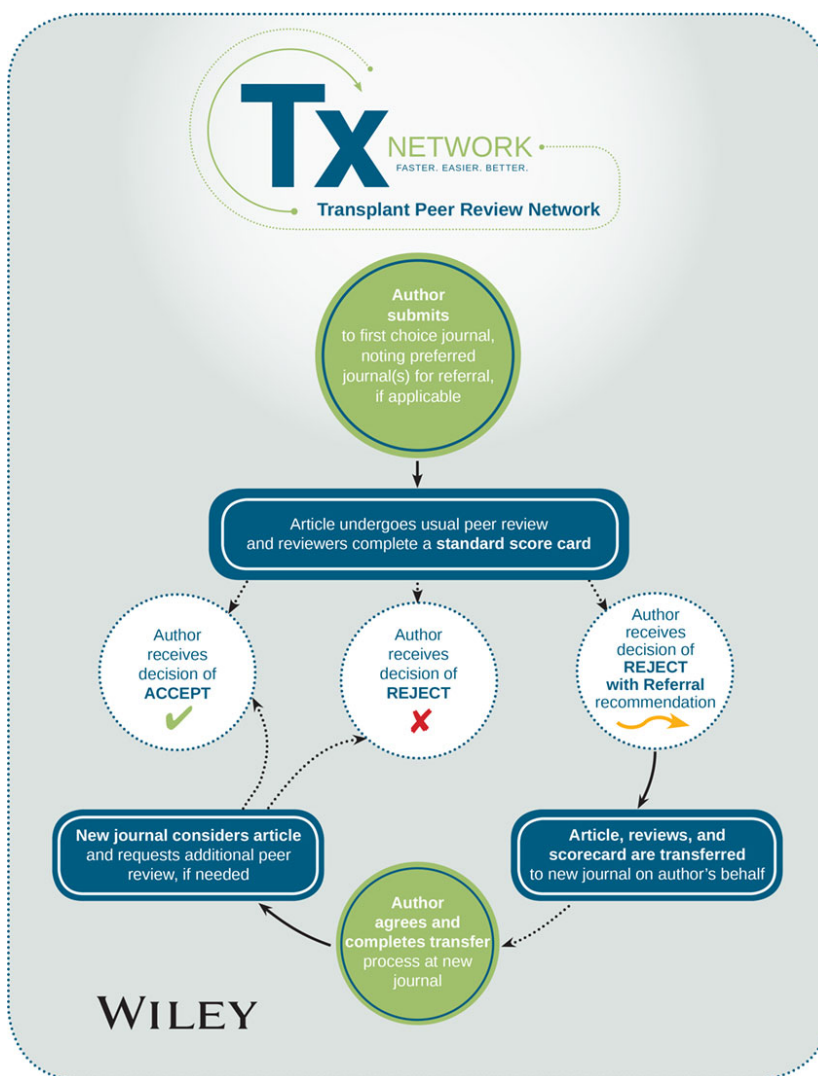 Tx NETWORK
FASTER. EASIER. BETTER.
Transplant Peer Review Network
Author
submits
to first choice journal,
noting preferred
journal(s) for referral,
if applicable
Article undergoes usual peer review
and reviewers complete a standard score card
Author
receives
decision of
ACCEPT
Author
receives
decision of
REJECT
Author
receives
decision of
REJECT
with Referral
recommendation
New journal considers article
and requests additional peer
review, if needed
Article, reviews, and
scorecard are transferred
to new journal on author's behalf
Author
agrees and
completes transfer
process at new
journal
WILEY